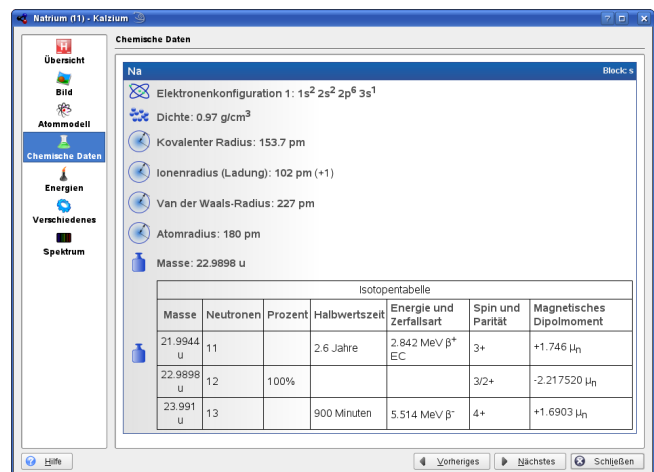 Natrium (11) - Kalzium
Übersicht
Bild
Atommodell
Chemische Daten
Energien
Verschiedenes
Spektrum
Chemische Daten
Na Block: s
Elektronenkonfiguration 1: 1s² 2s² 2p⁶ 3s¹
Dichte: 0.97 g/cm³
Kovalenter Radius: 153.7 pm
Ionenradius (Ladung): 102 pm (+1)
Van der Waals-Radius: 227 pm
Atomradius: 180 pm
Masse: 22.9898 u
Isotopentabelle
Masse Neutronen Prozent Halbwertszeit Energie und Zerfallsart Spin und Parität Magnetisches Dipolmoment
21.9944 u 11 2.6 Jahre 2.842 MeV β⁺ EC 3+ +1.746 μn
22.9898 u 12 100% 3/2+ -2.217520 μn
23.991 u 13 900 Minuten 5.514 MeV β⁻ 4+ +1.6903 μn
Hilfe Vorheriges Nächstes Schließen